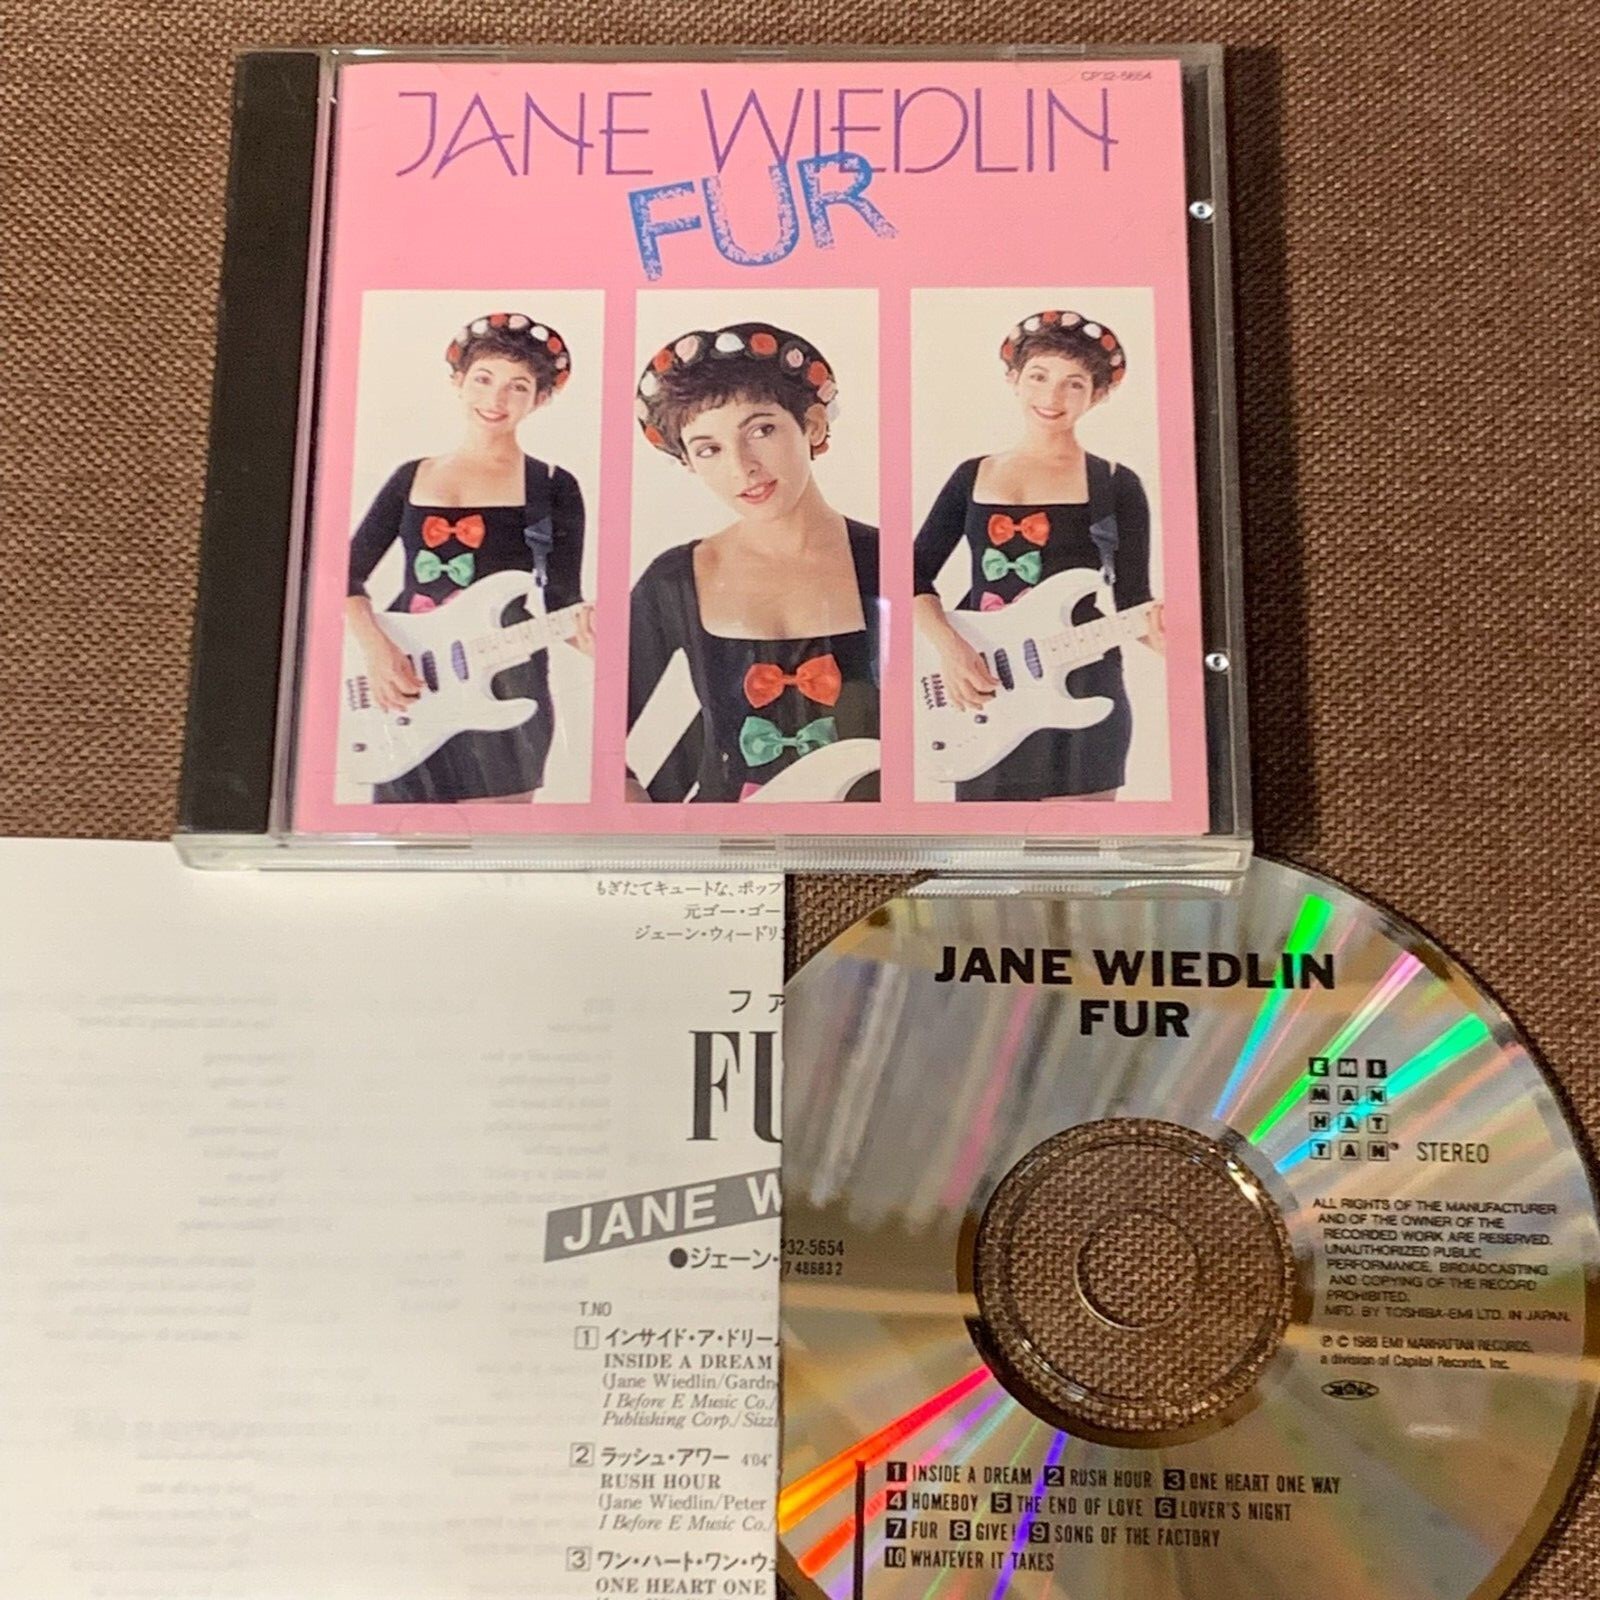 CP32-5654
JANE WIEDLIN
FUR
もぎたてキュートな、ポップ
元ゴー・ゴー
ジェーン・ウィードリ
ファ
FU
JANE W
●ジェーン・
T.NO
1 インサイド・ア・ドリーム
INSIDE A DREAM
(Jane Wiedlin/Gardn
I Before E Music Co./
Publishing Corp./Sizz
2 ラッシュ・アワー 4'04"
RUSH HOUR
(Jane Wiedlin/Peter
I Before E Music Co./
3 ワン・ハート・ワン・ウェ
ONE HEART ONE
JANE WIEDLIN
FUR
EMI
MAN
HAT
TAN™ STEREO
P32-5654
7 48683 2
ALL RIGHTS OF THE MANUFACTURER
AND OF THE OWNER OF THE
RECORDED WORK ARE RESERVED.
UNAUTHORIZED PUBLIC
PERFORMANCE, BROADCASTING
AND COPYING OF THE RECORD
PROHIBITED.
MFD. BY TOSHIBA-EMI LTD. IN JAPAN.
℗ © 1988 EMI MANHATTAN RECORDS,
a division of Capitol Records, Inc.
1 INSIDE A DREAM 2 RUSH HOUR 3 ONE HEART ONE WAY
4 HOMEBOY 5 THE END OF LOVE 6 LOVER'S NIGHT
7 FUR 8 GIVE! 9 SONG OF THE FACTORY
10 WHATEVER IT TAKES